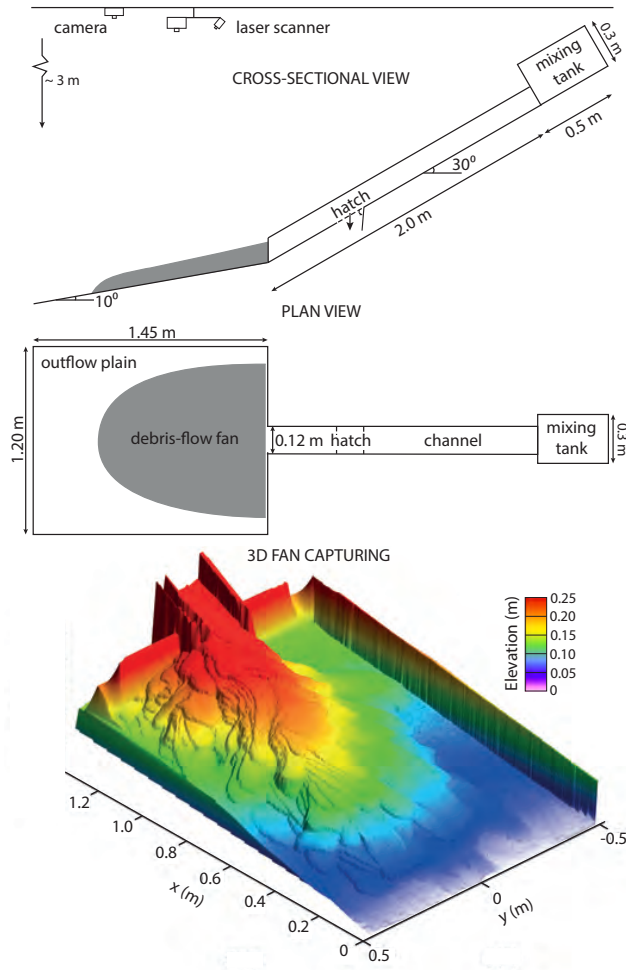 camera
laser scanner
~ 3 m
CROSS-SECTIONAL VIEW
mixing
tank
0.3 m
0.5 m
30⁰
hatch
2.0 m
10⁰
PLAN VIEW
1.45 m
outflow plain
1.20 m
debris-flow fan
0.12 m
hatch
channel
mixing
tank
0.3 m
3D FAN CAPTURING
Elevation (m)
0.25
0.20
0.15
0.10
0.05
0
1.2
1.0
0.8
0.6
0.4
0.2
0
x (m)
0.5
0
-0.5
y (m)